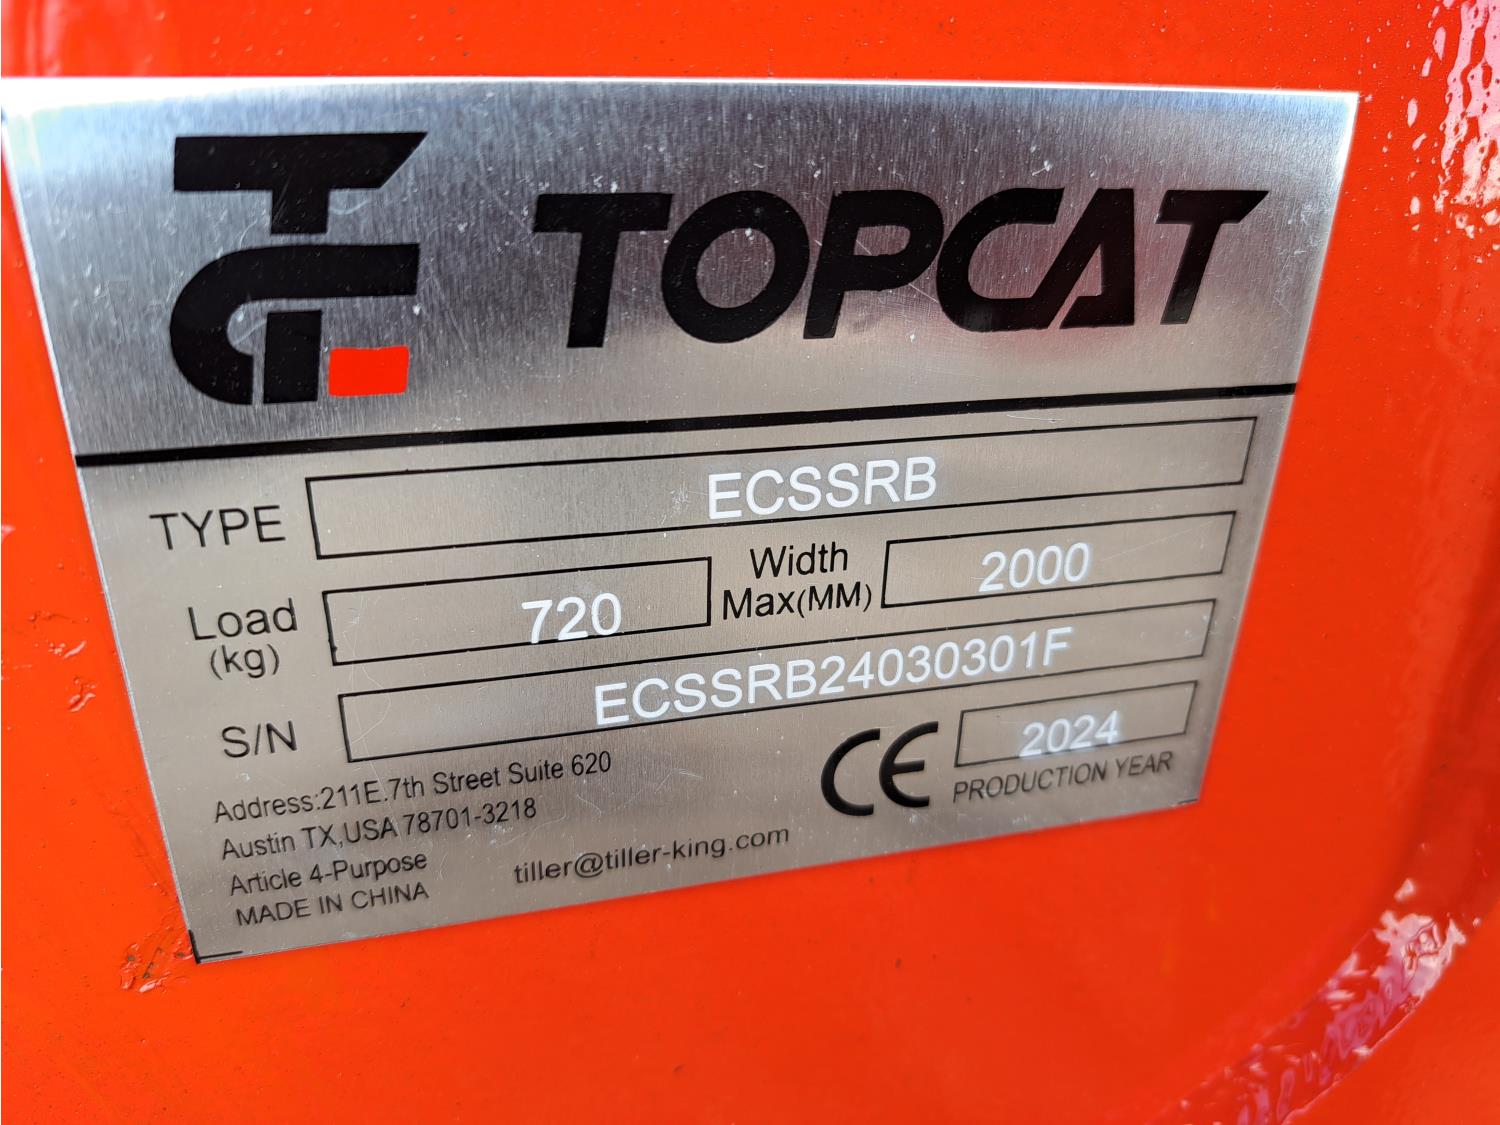 TOPCAT
TYPE ECSSRB
Load (kg) 720 Width Max(MM) 2000
S/N ECSSRB24030301F
CE 2024
PRODUCTION YEAR
Address:211E.7th Street Suite 620
Austin TX,USA 78701-3218
Article 4-Purpose
MADE IN CHINA
tiller@tiller-king.com